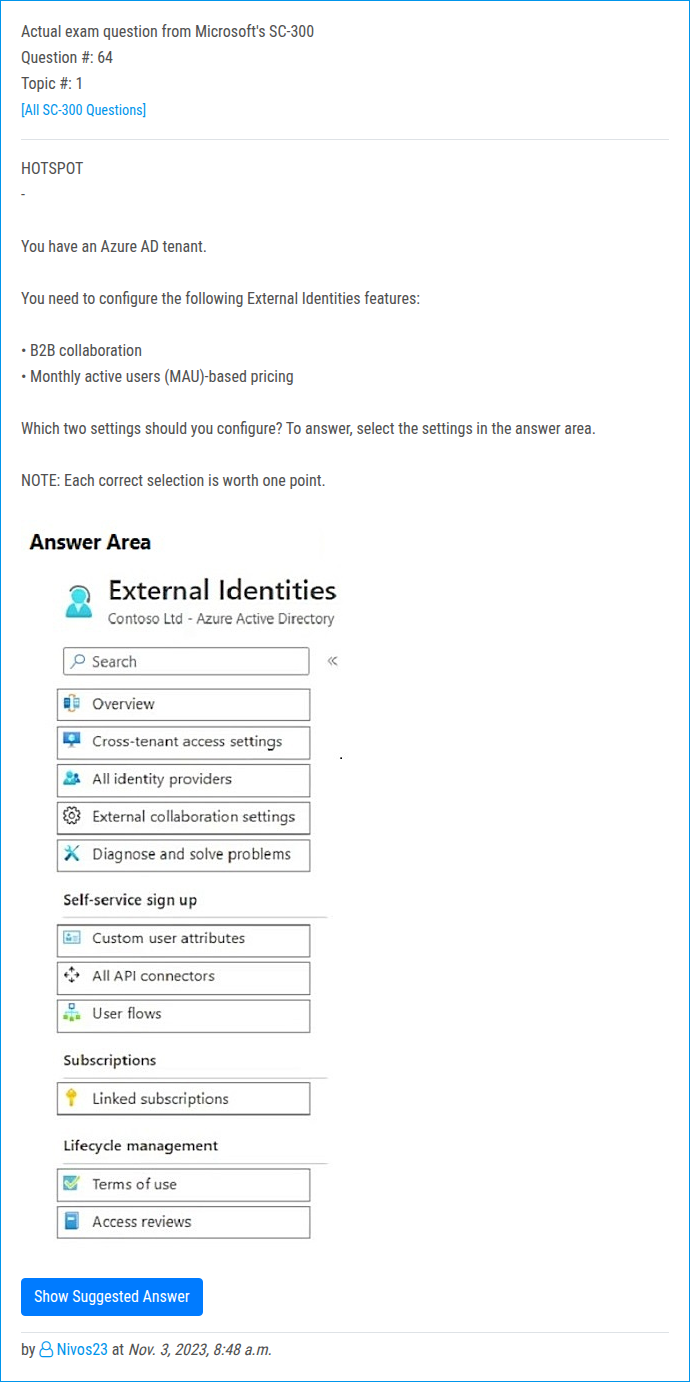 Actual exam question from Microsoft's SC-300
Question #: 64
Topic #: 1
[All SC-300 Questions]
HOTSPOT
-
You have an Azure AD tenant.
You need to configure the following External Identities features:
• B2B collaboration
• Monthly active users (MAU)-based pricing
Which two settings should you configure? To answer, select the settings in the answer area.
NOTE: Each correct selection is worth one point.
Answer Area
External Identities
Contoso Ltd - Azure Active Directory
Search «
Overview
Cross-tenant access settings
All identity providers
External collaboration settings
Diagnose and solve problems
Self-service sign up
Custom user attributes
All API connectors
User flows
Subscriptions
Linked subscriptions
Lifecycle management
Terms of use
Access reviews
Show Suggested Answer
by Nivos23 at Nov. 3, 2023, 8:48 a.m.